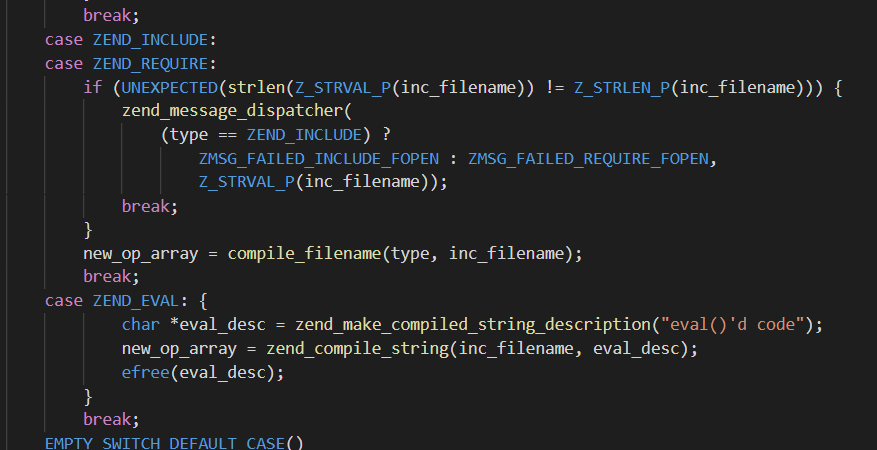 break;
case ZEND_INCLUDE:
case ZEND_REQUIRE:
if (UNEXPECTED(strlen(Z_STRVAL_P(inc_filename)) != Z_STRLEN_P(inc_filename))) {
zend_message_dispatcher(
(type == ZEND_INCLUDE) ?
ZMSG_FAILED_INCLUDE_FOPEN : ZMSG_FAILED_REQUIRE_FOPEN,
Z_STRVAL_P(inc_filename));
break;
}
new_op_array = compile_filename(type, inc_filename);
break;
case ZEND_EVAL: {
char *eval_desc = zend_make_compiled_string_description("eval()'d code");
new_op_array = zend_compile_string(inc_filename, eval_desc);
efree(eval_desc);
}
break;
EMPTY_SWITCH_DEFAULT_CASE()